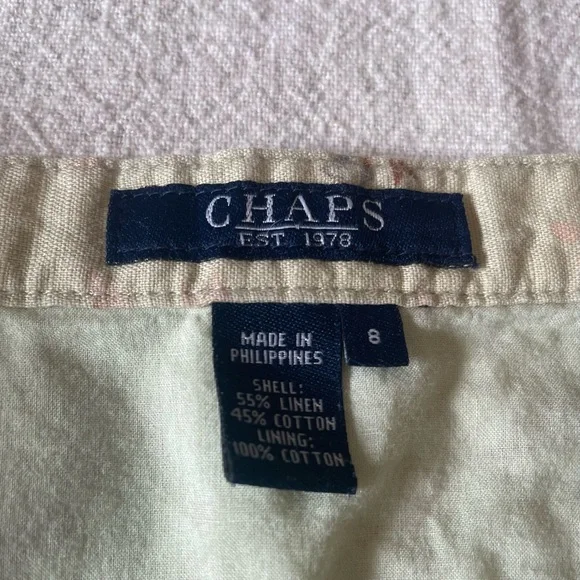 CHAPS
EST 1978
MADE IN
PHILIPPINES
8
SHELL:
55% LINEN
45% COTTON
LINING:
100% COTTON